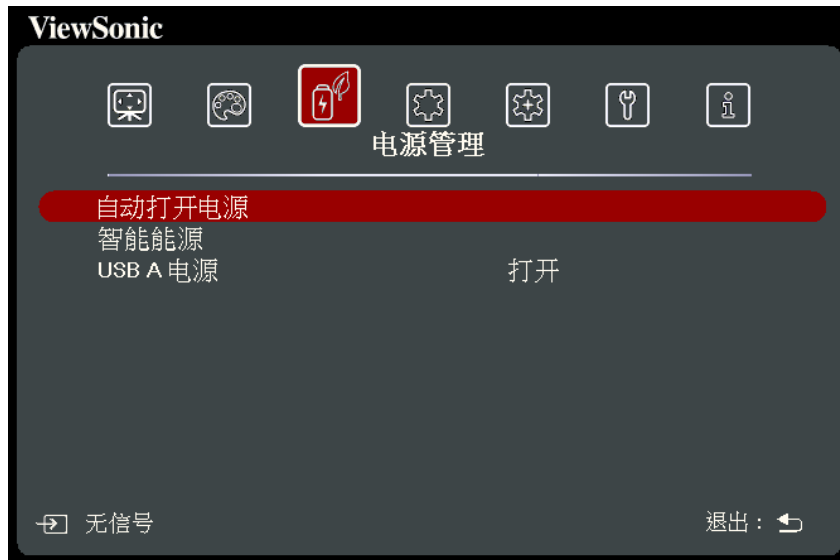 ViewSonic
电源管理
自动打开电源
智能能源
USB A 电源 打开
无信号 退出：